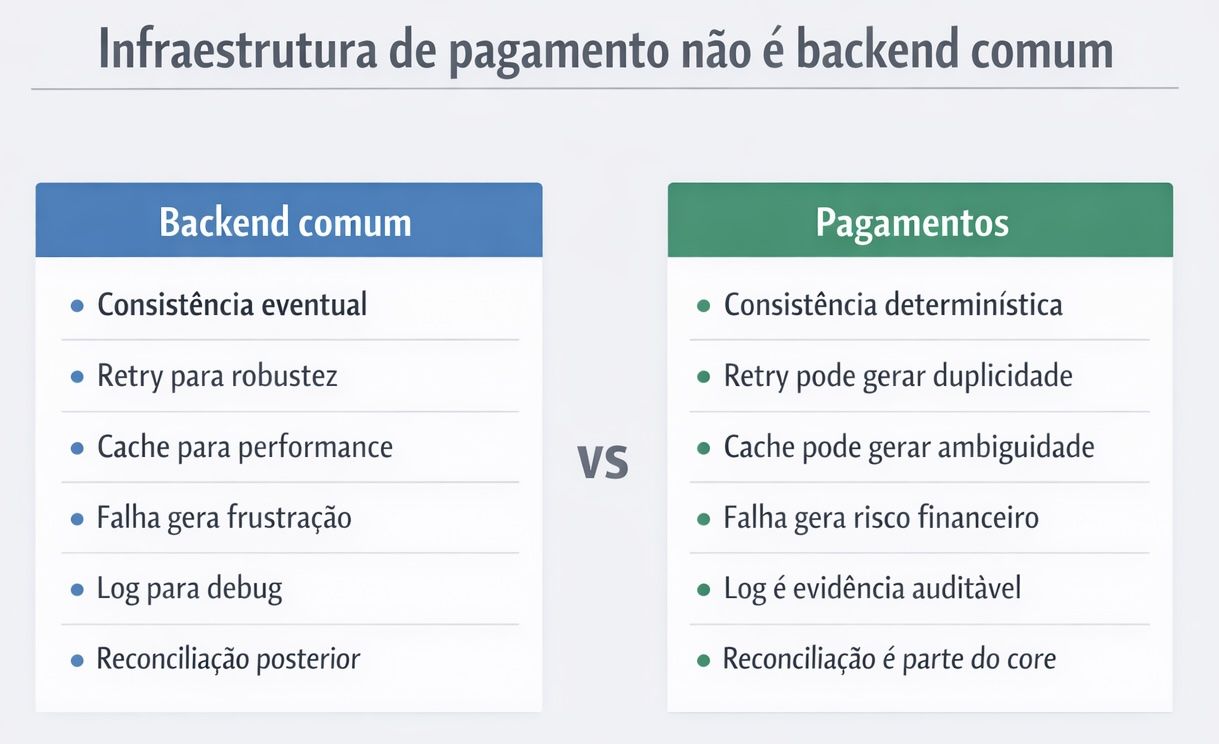 Infraestrutura de pagamento não é backend comum
Backend comum
Consistência eventual
Retry para robustez
Cache para performance
Falha gera frustração
Log para debug
Reconciliação posterior
vs
Pagamentos
Consistência determinística
Retry pode gerar duplicidade
Cache pode gerar ambiguidade
Falha gera risco financeiro
Log é evidência auditàvel
Reconciliação é parte do core